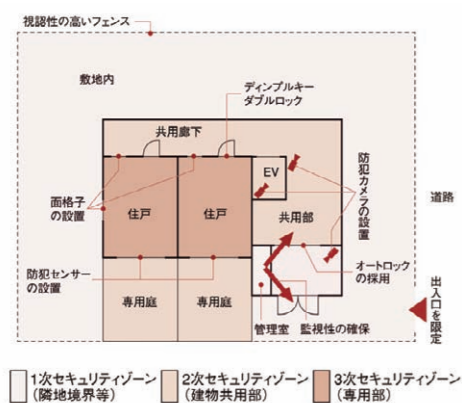 視認性の高いフェンス
敷地内
ディンプルキー
ダブルロック
共用廊下
EV
防犯カメラの設置
道路
面格子
の設置
住戸
住戸
共用部
防犯センサー
の設置
オートロック
の採用
専用庭
専用庭
管理室
監視性の確保
出入口を限定
1次セキュリティゾーン
（隣地境界等）
2次セキュリティゾーン
（建物共用部）
3次セキュリティゾーン
（専用部）